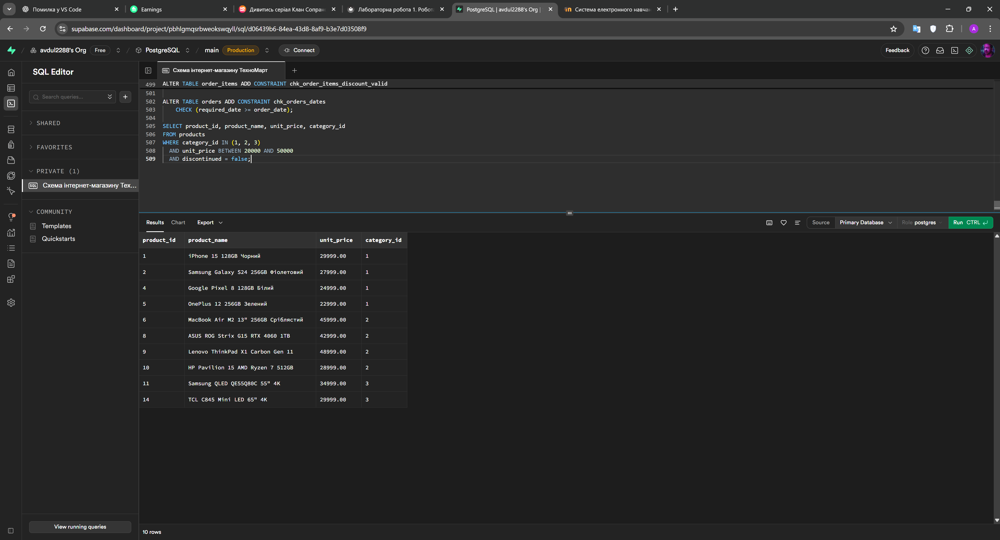 Помилка у VS Code
Earnings
Дивитись серіал Клан Сопран
Лабораторна робота 1. Робот
PostgreSQL | avdul2288's Org |
Система електронного навчан
supabase.com/dashboard/project/pbhlgmqsrbweokswqyll/sql/d06439b6-84ea-43d8-8af9-b3e7d03508f9
A
avdul2288's Org Free / PostgreSQL / main Production Connect
Feedback
SQL Editor
Search queries...
SHARED
FAVORITES
PRIVATE (1)
SQL Схема інтернет-магазину Тех...
COMMUNITY
Templates
Quickstarts
View running queries
SQL Схема інтернет-магазину ТехноМарт
499 ALTER TABLE order_items ADD CONSTRAINT chk_order_items_discount_valid
501
502 ALTER TABLE orders ADD CONSTRAINT chk_orders_dates
503 CHECK (required_date >= order_date);
504
505 SELECT product_id, product_name, unit_price, category_id
506 FROM products
507 WHERE category_id IN (1, 2, 3)
508 AND unit_price BETWEEN 20000 AND 50000
509 AND discontinued = false;
Results Chart Export
Source Primary Database Role postgres Run CTRL
product_id product_name unit_price category_id
1 iPhone 15 128GB Чорний 29999.00 1
2 Samsung Galaxy S24 256GB Фіолетовий 27999.00 1
4 Google Pixel 8 128GB Білий 24999.00 1
5 OnePlus 12 256GB Зелений 22999.00 1
6 MacBook Air M2 13" 256GB Сріблястий 45999.00 2
8 ASUS ROG Strix G15 RTX 4060 1TB 42999.00 2
9 Lenovo ThinkPad X1 Carbon Gen 11 48999.00 2
10 HP Pavilion 15 AMD Ryzen 7 512GB 28999.00 2
11 Samsung QLED QE55Q80C 55" 4K 34999.00 3
14 TCL C845 Mini LED 65" 4K 29999.00 3
10 rows